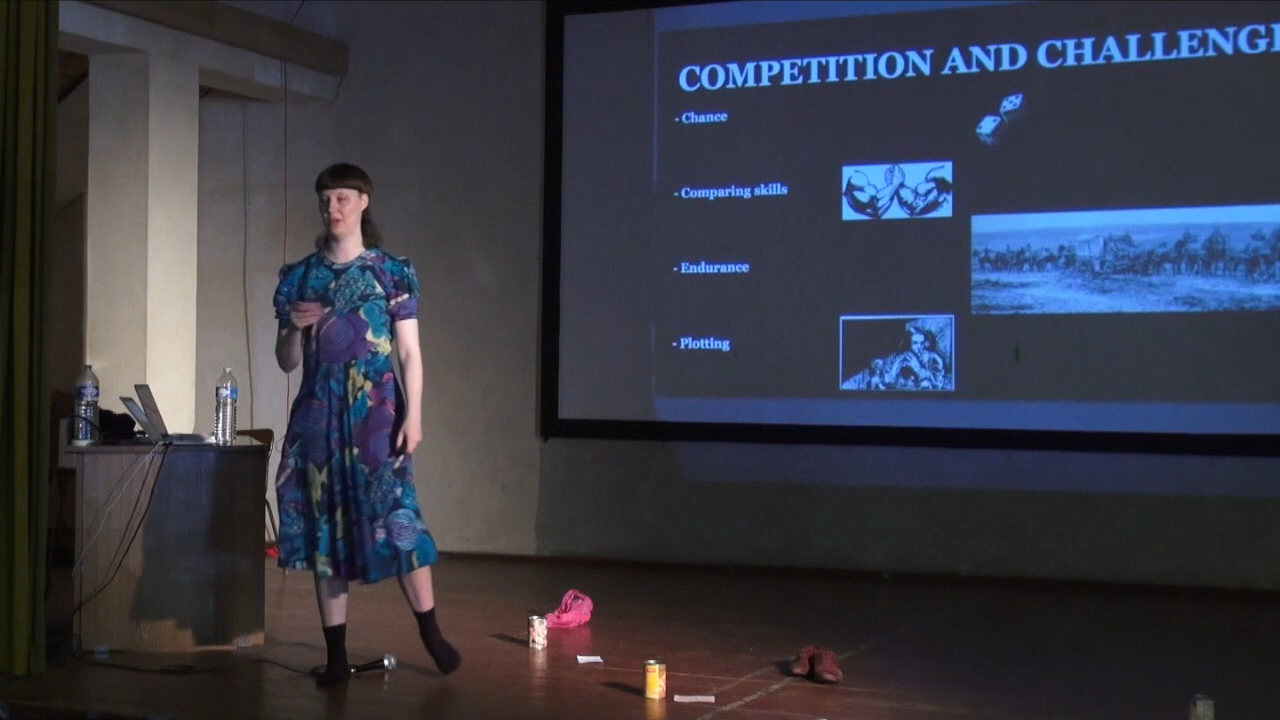 COMPETITION AND CHALLENGE
- Chance
- Comparing skills
- Endurance
- Plotting